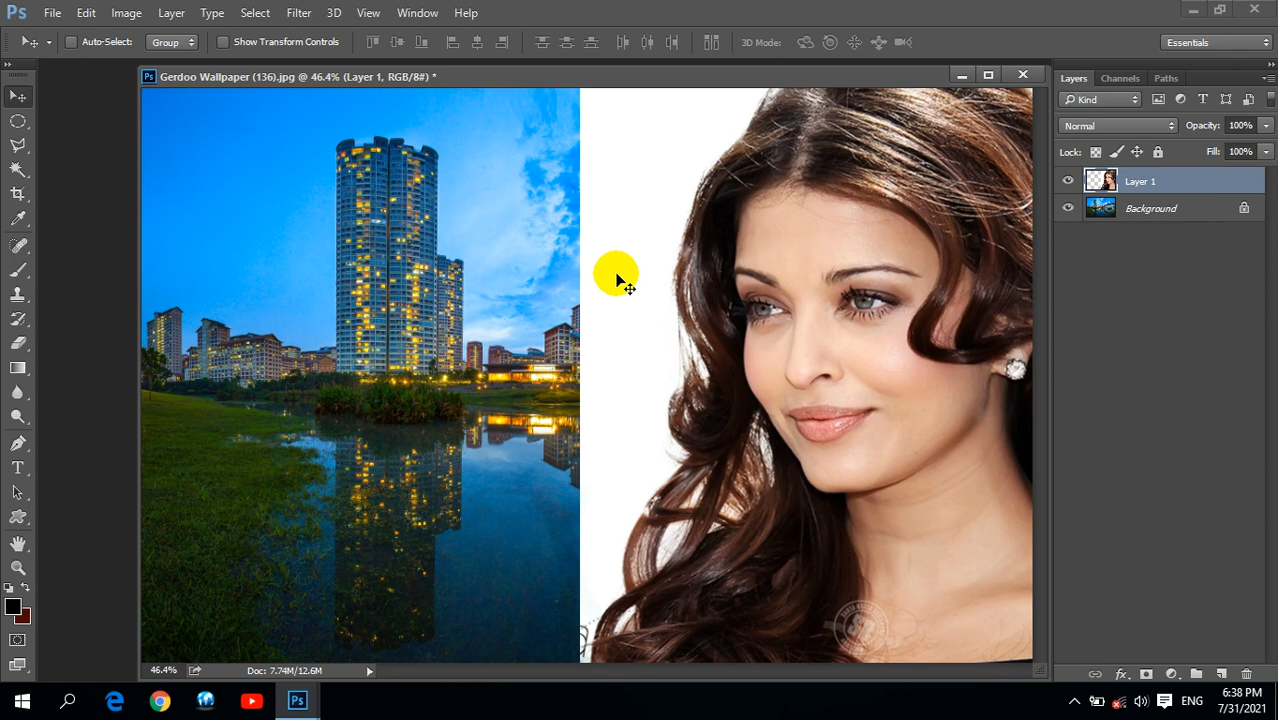 Ps File Edit Image Layer Type Select Filter 3D View Window Help
Auto-Select: Group Show Transform Controls 3D Mode: Essentials
Ps Gerdoo Wallpaper (136).jpg @ 46.4% (Layer 1, RGB/8#) *
Layers Channels Paths
Kind
Normal Opacity: 100%
Lock: Fill: 100%
Layer 1
Background
46.4% Doc: 7.74M/12.6M
Ps ENG 6:38 PM
7/31/2021